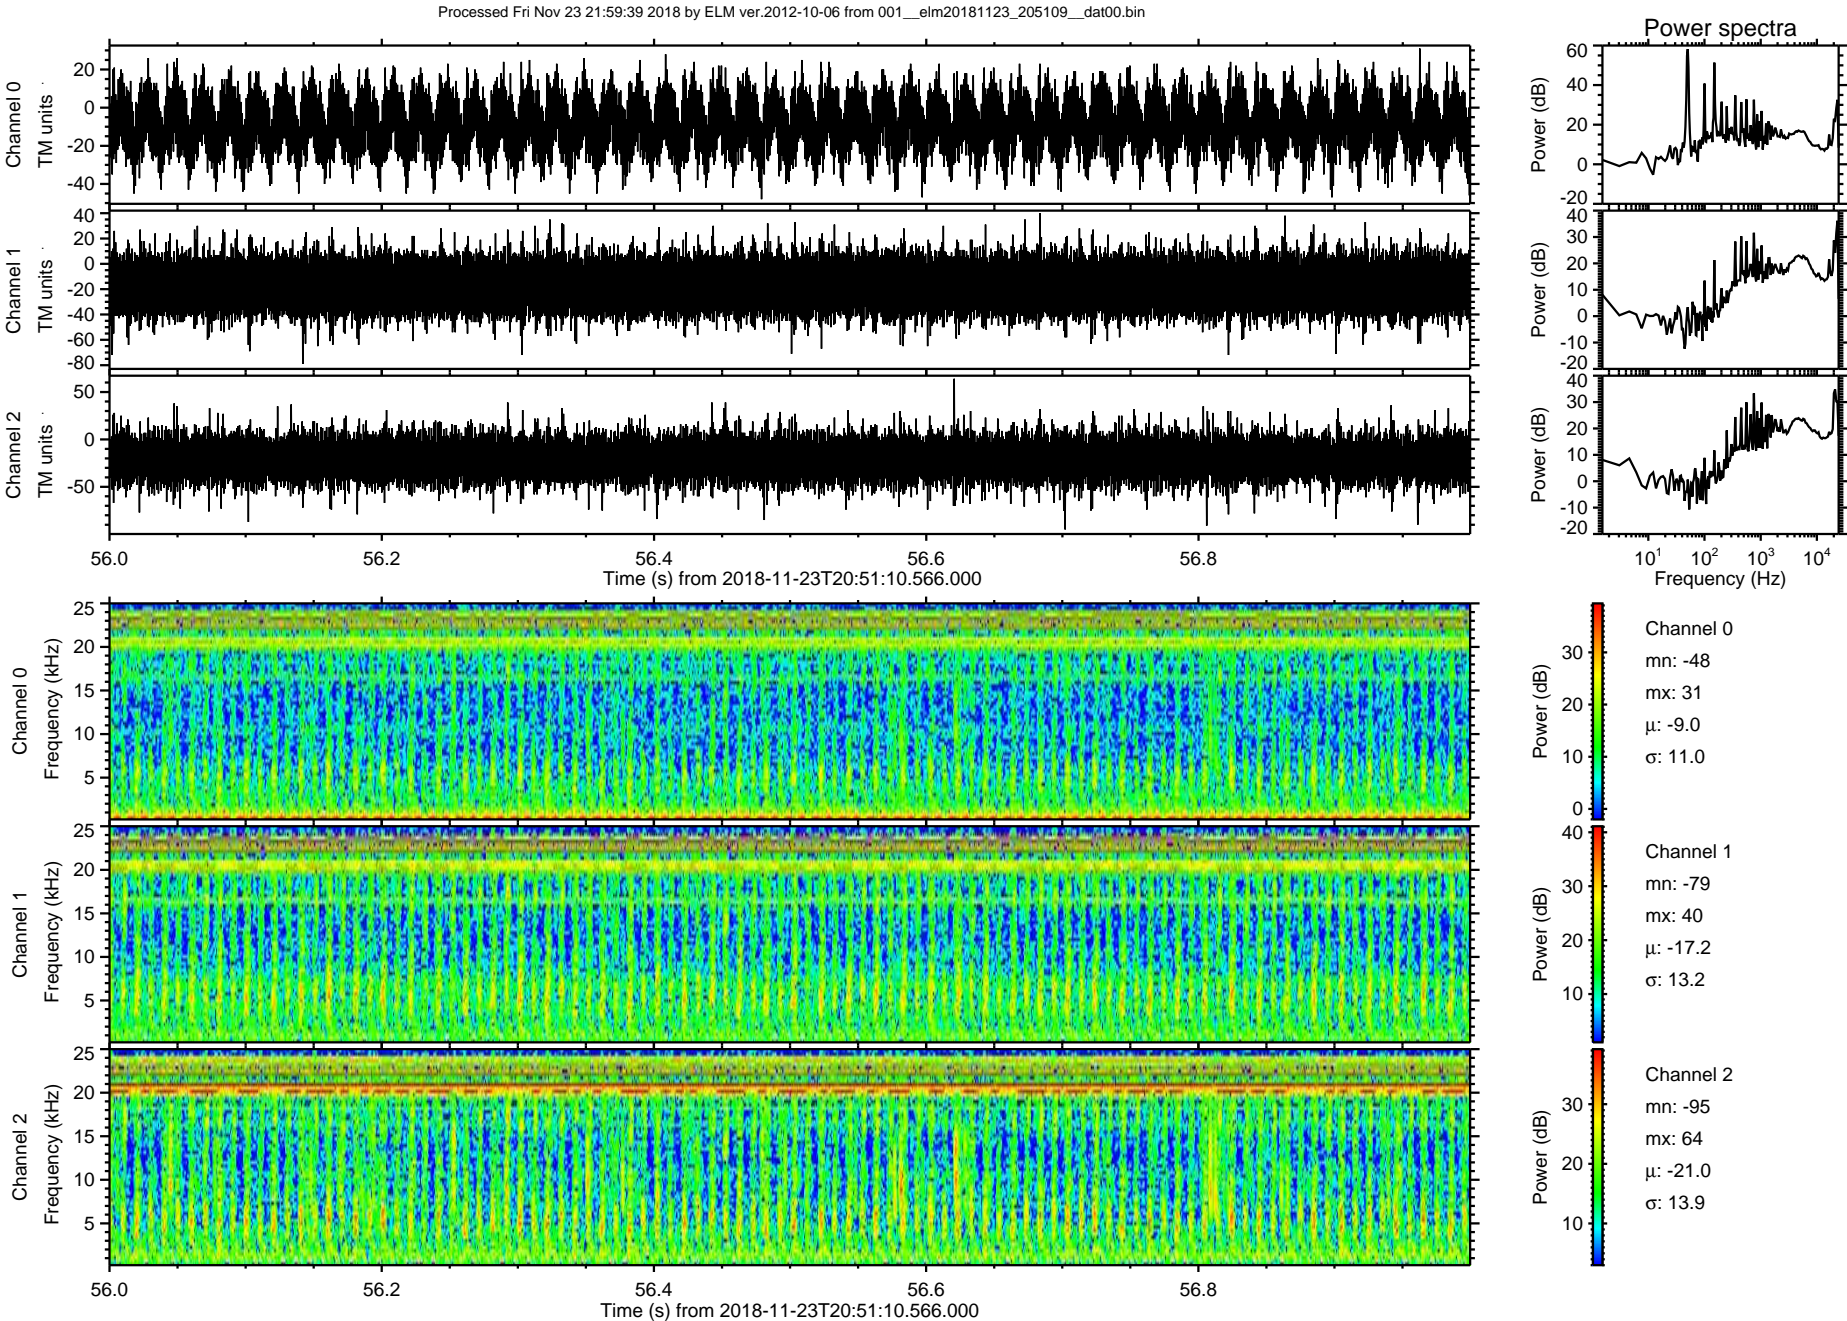 Processed Fri Nov 23 21:59:39 2018 by ELM ver.2012-10-06 from 001__elm20181123_205109__dat00.bin
Power spectra
Channel 0
TM units
20
0
-20
-40
Power (dB)
60
40
20
0
-20
Channel 1
TM units
40
20
0
-20
-40
-60
-80
Power (dB)
40
30
20
10
0
-10
-20
Channel 2
TM units
50
0
-50
Power (dB)
40
30
20
10
0
-10
-20
56.0 56.2 56.4 56.6 56.8
Time (s) from 2018-11-23T20:51:10.566.000
10^1 10^2 10^3 10^4
Frequency (Hz)
Channel 0
Frequency (kHz)
25
20
15
10
5
Power (dB)
30
20
10
0
Channel 0
mn: -48
mx: 31
μ: -9.0
σ: 11.0
Channel 1
Frequency (kHz)
25
20
15
10
5
Power (dB)
40
30
20
10
Channel 1
mn: -79
mx: 40
μ: -17.2
σ: 13.2
Channel 2
Frequency (kHz)
25
20
15
10
5
Power (dB)
30
20
10
Channel 2
mn: -95
mx: 64
μ: -21.0
σ: 13.9
56.0 56.2 56.4 56.6 56.8
Time (s) from 2018-11-23T20:51:10.566.000